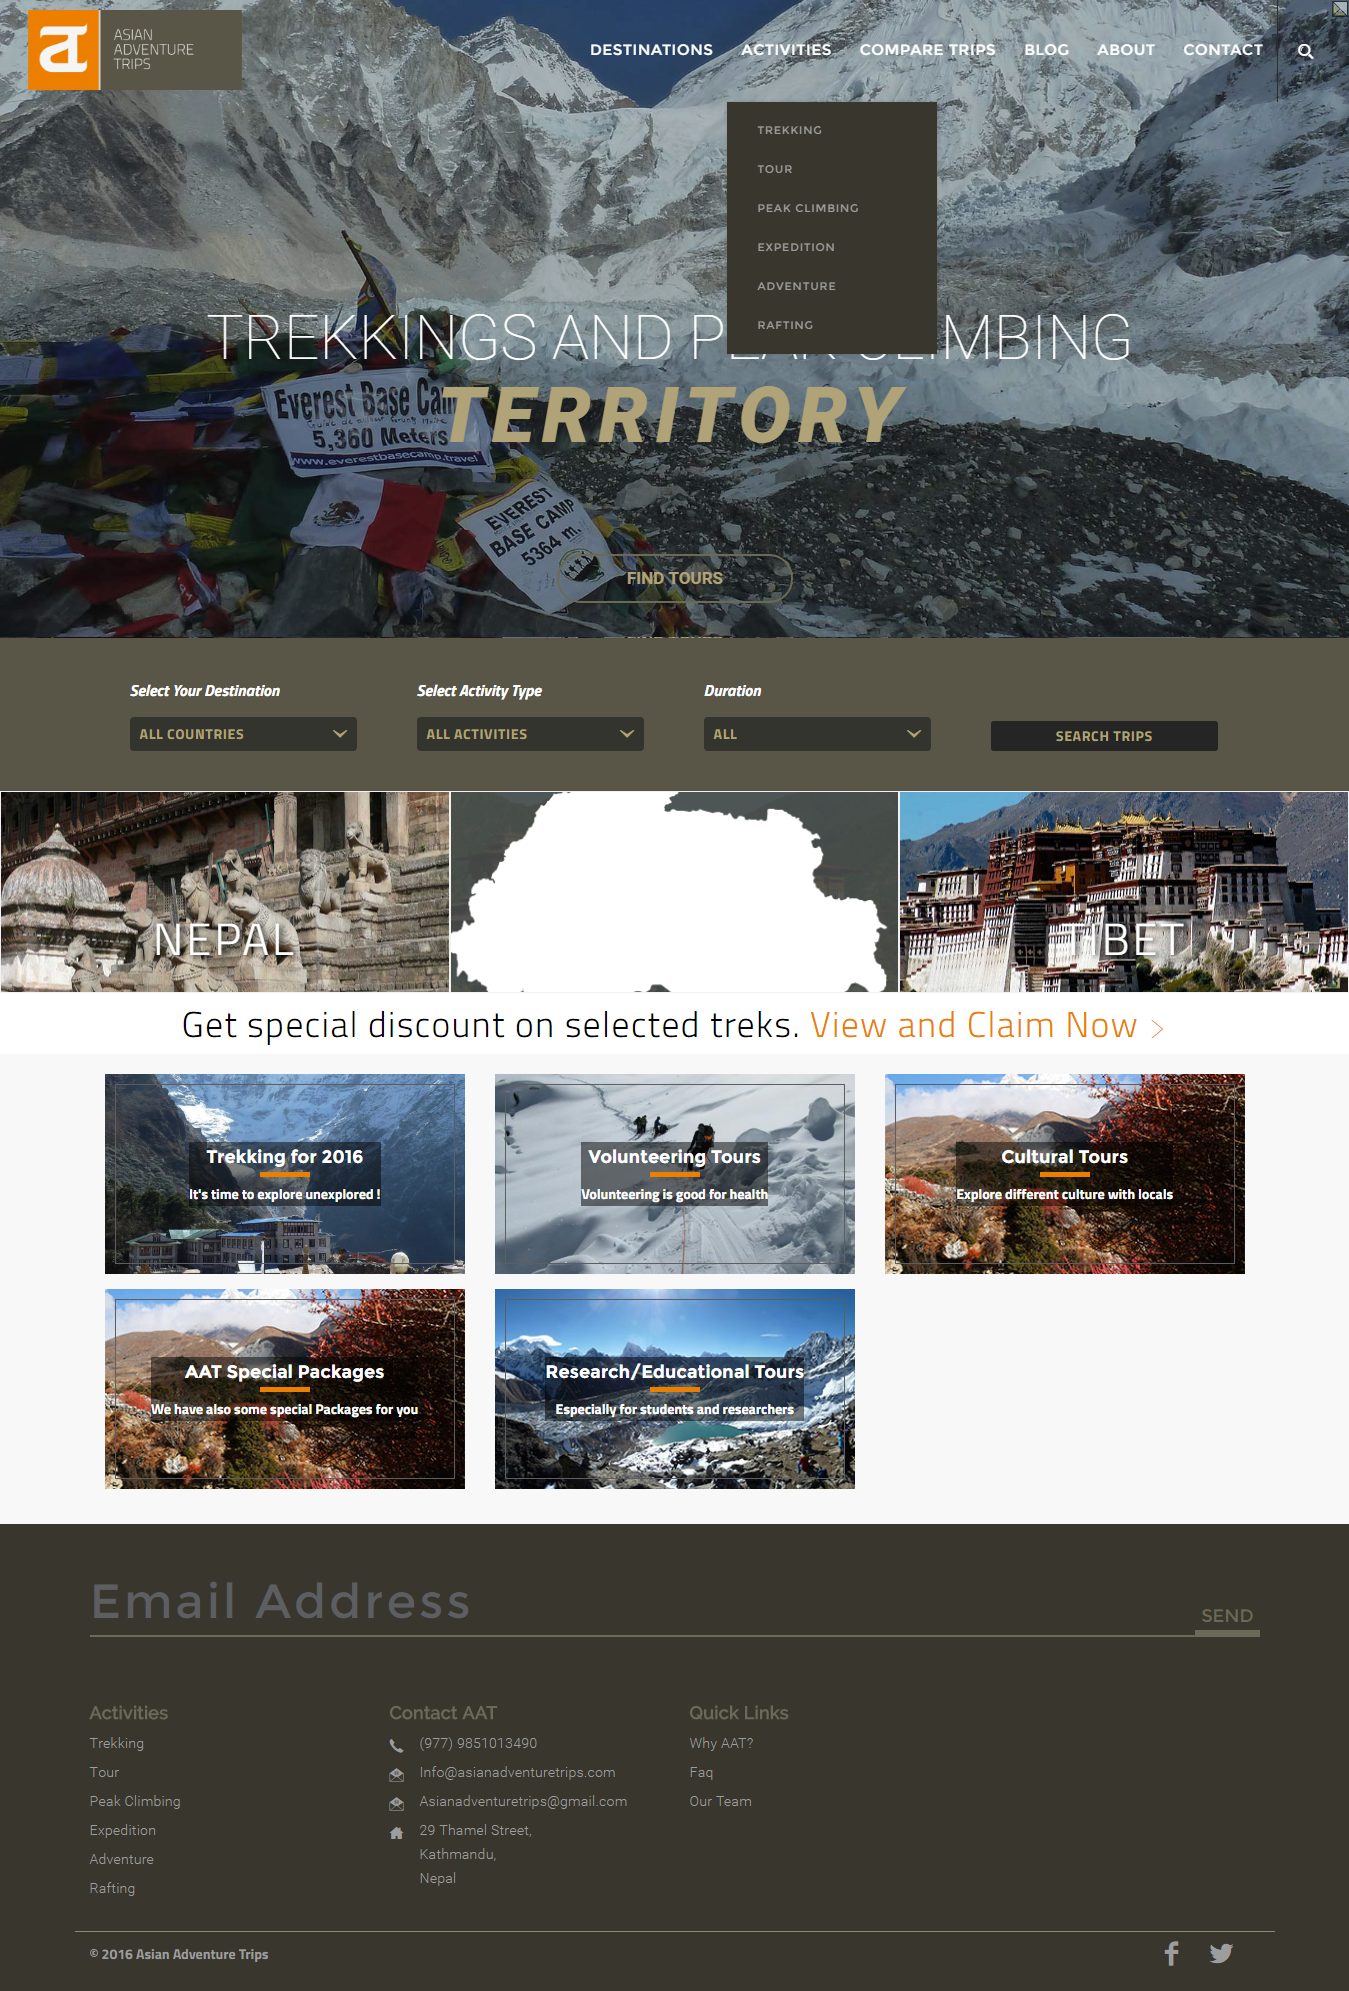 ASIAN
ADVENTURE
TRIPS
DESTINATIONS ACTIVITIES COMPARE TRIPS BLOG ABOUT CONTACT
TREKKING
TOUR
PEAK CLIMBING
EXPEDITION
ADVENTURE
RAFTING
TREKKINGS AND PEAK CLIMBING
TERRITORY
Everest Base Cam
5,360 Meters
www.everestbasecamp.travel
EVEREST
BASE CAMP
5364 m.
FIND TOURS
Select Your Destination Select Activity Type Duration
ALL COUNTRIES ALL ACTIVITIES ALL SEARCH TRIPS
NEPAL TIBET
Get special discount on selected treks. View and Claim Now >
Trekking for 2016
It's time to explore unexplored !
Volunteering Tours
Volunteering is good for health
Cultural Tours
Explore different culture with locals
AAT Special Packages
We have also some special Packages for you
Research/Educational Tours
Especially for students and researchers
Email Address
SEND
Activities
Trekking
Tour
Peak Climbing
Expedition
Adventure
Rafting
Contact AAT
(977) 9851013490
Info@asianadventuretrips.com
Asianadventuretrips@gmail.com
29 Thamel Street,
Kathmandu,
Nepal
Quick Links
Why AAT?
Faq
Our Team
© 2016 Asian Adventure Trips